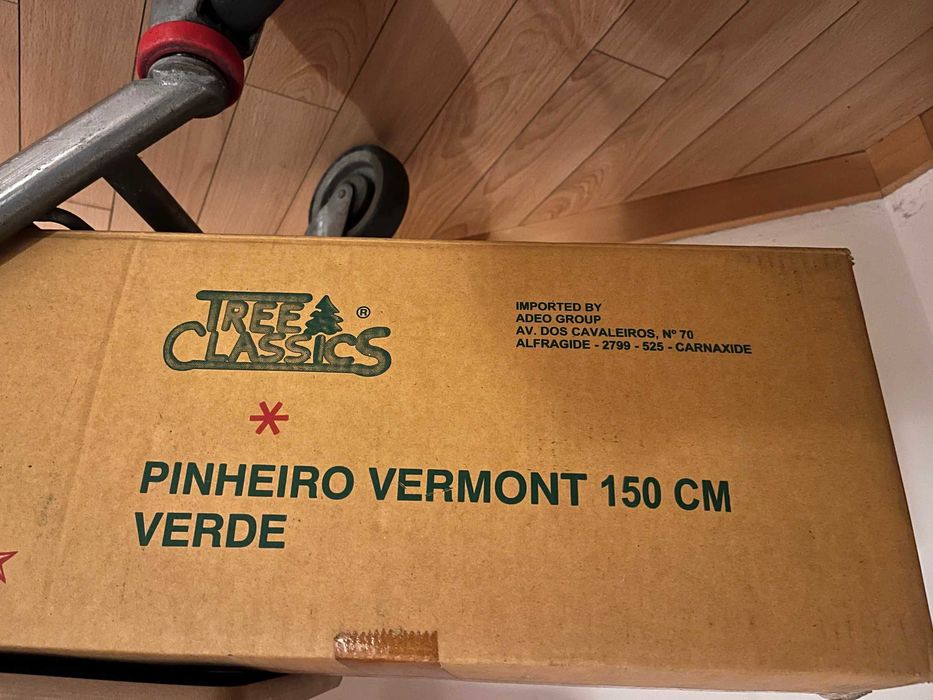 TREE
CLASSICS®
IMPORTED BY
ADEO GROUP
AV. DOS CAVALEIROS, Nº 70
ALFRAGIDE - 2799 - 525 - CARNAXIDE
PINHEIRO VERMONT 150 CM
VERDE